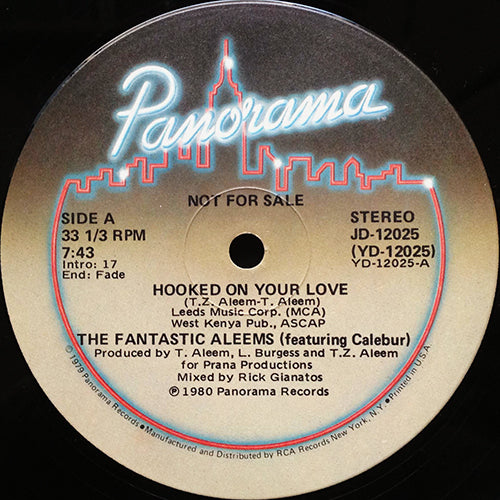 Panorama
NOT FOR SALE
SIDE A
33 1/3 RPM
7:43
Intro: 17
End: Fade
STEREO
JD-12025
(YD-12025)
YD-12025-A
HOOKED ON YOUR LOVE
(T.Z. Aleem-T. Aleem)
Leeds Music Corp. (MCA)
West Kenya Pub., ASCAP
THE FANTASTIC ALEEMS (featuring Calebur)
Produced by T. Aleem, L. Burgess and T.Z. Aleem
for Prana Productions
Mixed by Rick Gianatos
℗ 1980 Panorama Records
© 1979 Panorama Records • Manufactured and Distributed by RCA Records New York, N.Y. • Printed in U.S.A.